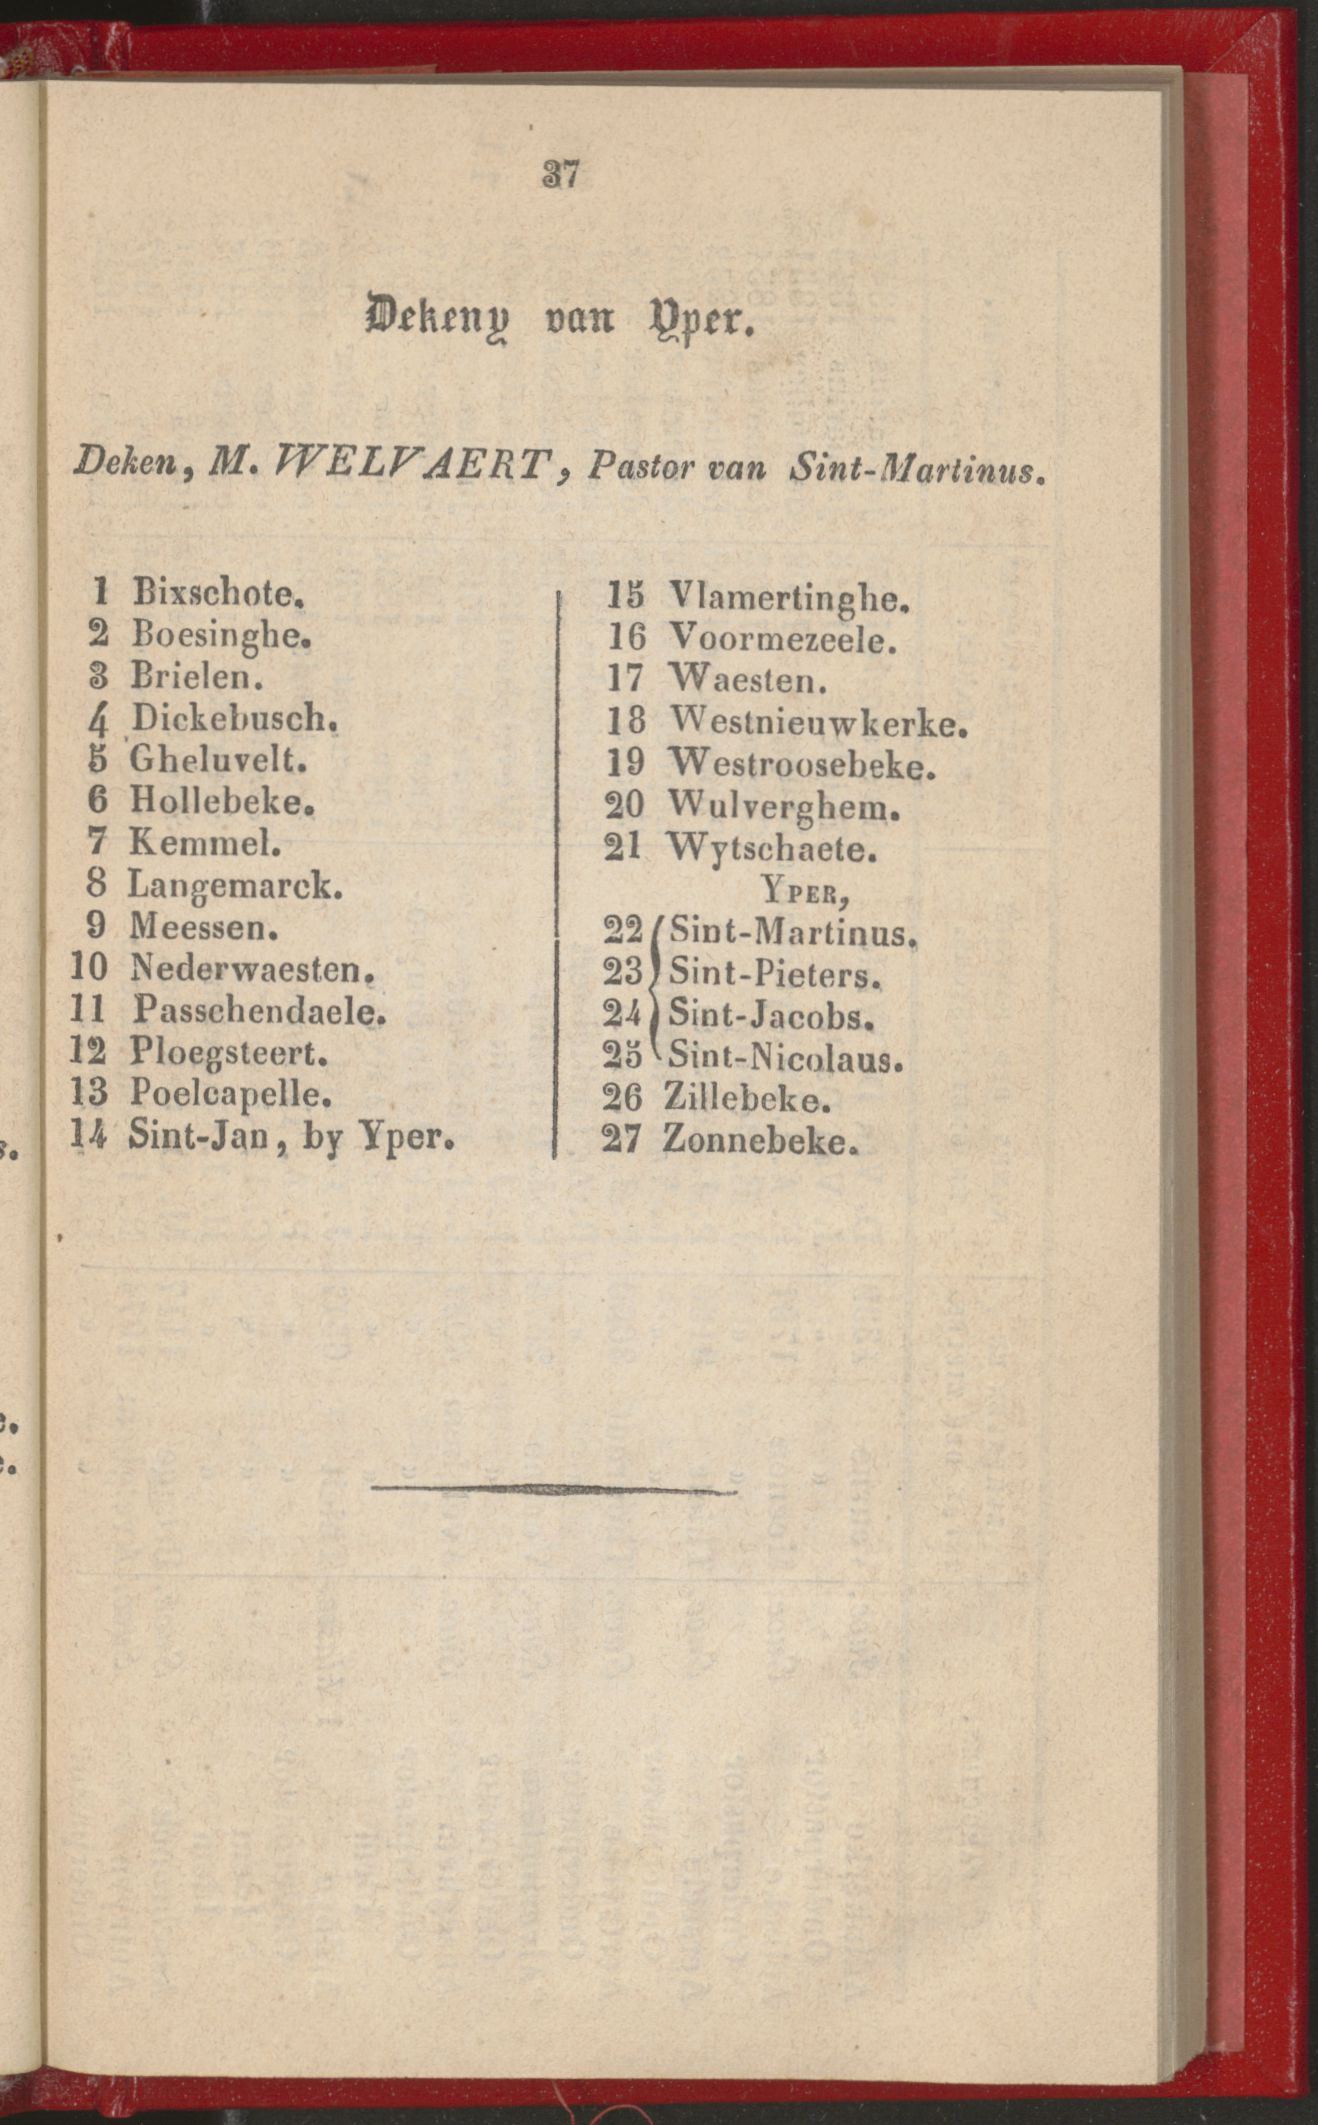 37
Dekeny van Yper.
Deken, M. WELVAERT, Pastor van Sint-Martinus.
1 Bixschote.
2 Boesinghe.
3 Brielen.
4 Dickebusch.
5 Gheluvelt.
6 Hollebeke.
7 Kemmel.
8 Langemarck.
9 Meessen.
10 Nederwaesten.
11 Passchendaele.
12 Ploegsteert.
13 Poelcapelle.
14 Sint-Jan, by Yper.
15 Vlamertinghe.
16 Voormezeele.
17 Waesten.
18 Westnieuwkerke.
19 Westroosebeke.
20 Wulverghem.
21 Wytschaete.
YPER,
22 Sint-Martinus.
23 Sint-Pieters.
24 Sint-Jacobs.
25 Sint-Nicolaus.
26 Zillebeke.
27 Zonnebeke.